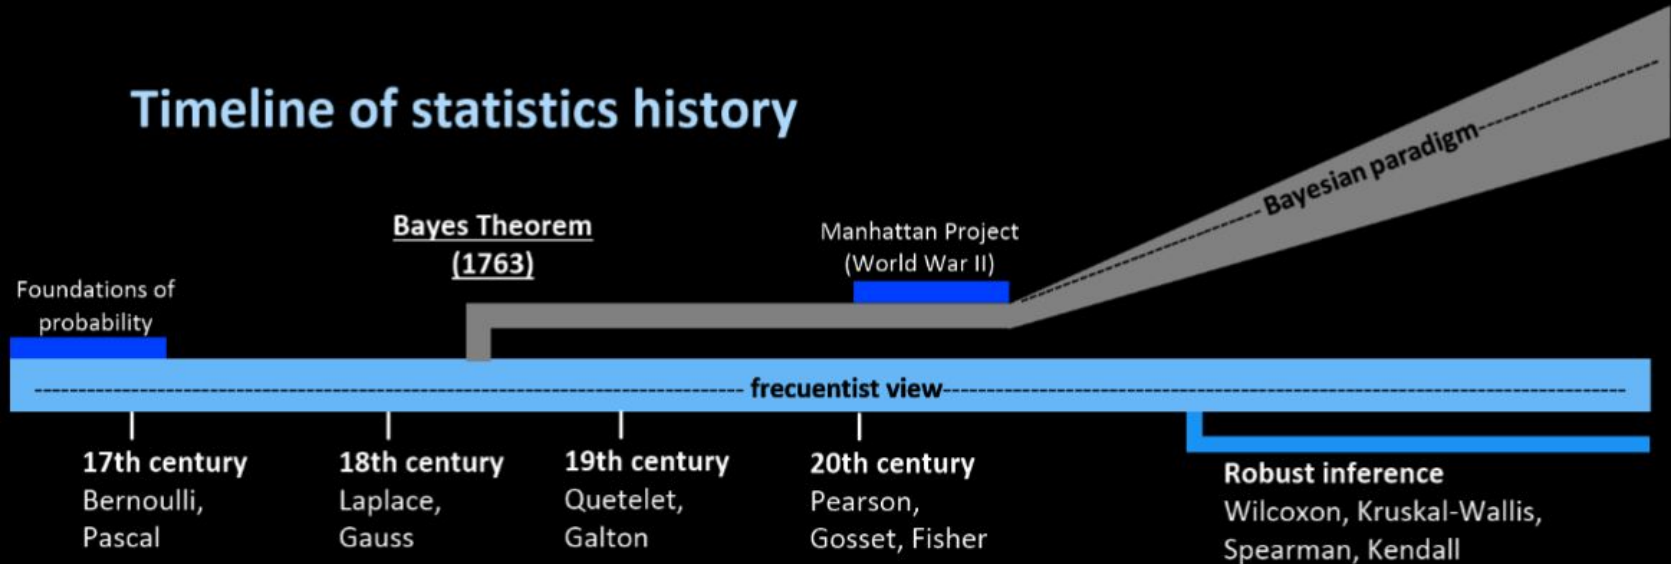 Timeline of statistics history
Bayes Theorem
(1763)
Manhattan Project
(World War II)
Bayesian paradigm
Foundations of
probability
frecuentist view
17th century
Bernoulli,
Pascal
18th century
Laplace,
Gauss
19th century
Quetelet,
Galton
20th century
Pearson,
Gosset, Fisher
Robust inference
Wilcoxon, Kruskal-Wallis,
Spearman, Kendall